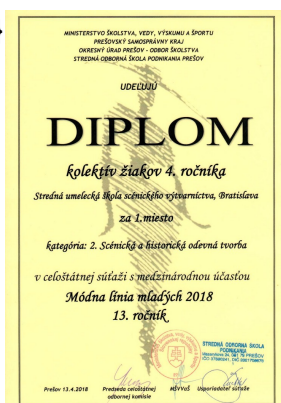 MINISTERSTVO ŠKOLSTVA, VEDY, VÝSKUMU A ŠPORTU
PREŠOVSKÝ SAMOSPRÁVNY KRAJ
OKRESNÝ ÚRAD PREŠOV - ODBOR ŠKOLSTVA
STREDNÁ ODBORNÁ ŠKOLA PODNIKANIA PREŠOV
UDEĽUJÚ
DIPLOM
kolektív žiakov 4. ročníka
Stredná umelecká škola scénického výtvarníctva, Bratislava
za 1.miesto
kategória: 2. Scénická a historická odevná tvorba
v celoštátnej súťaži s medzinárodnou účasťou
Módna línia mladých 2018
13. ročník
STREDNÁ ODBORNÁ ŠKOLA
PODNIKANIA
Prešov 13.4.2018 Predseda celoštátnej MŠVVaŠ Usporiadateľ súťaže
odbornej komisie